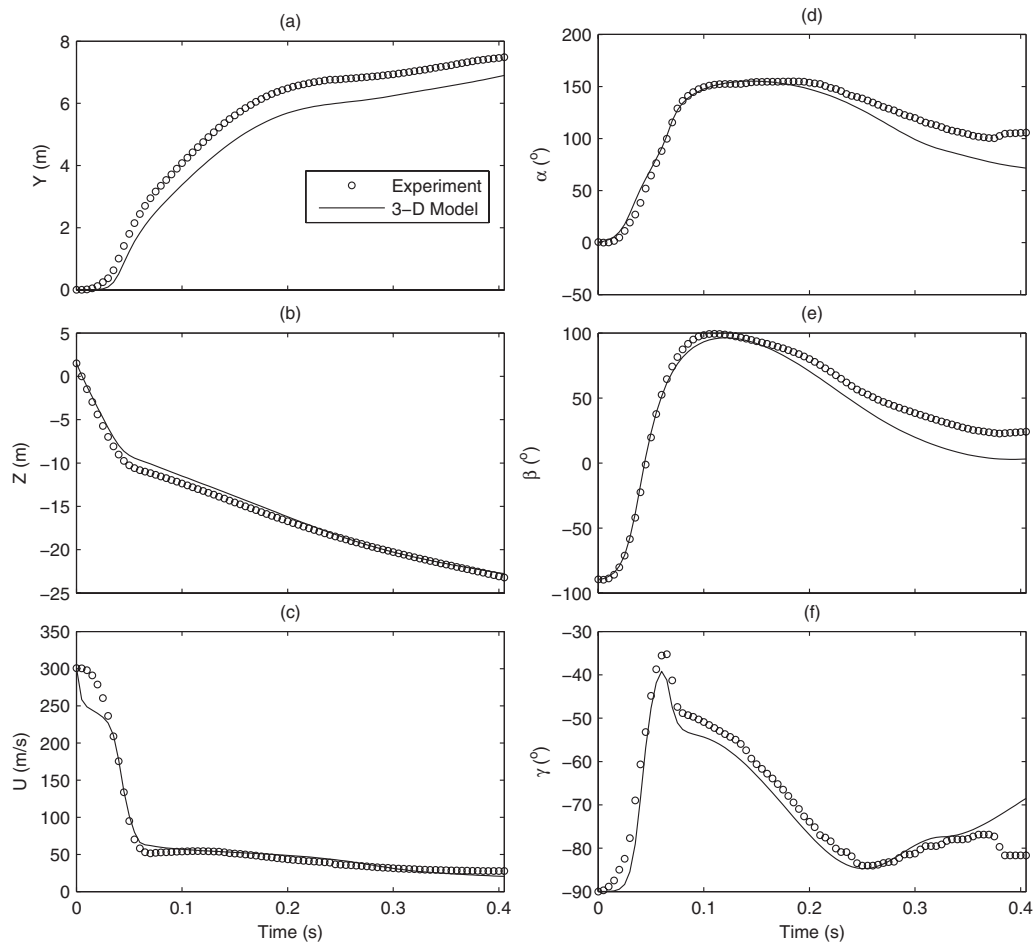 (a)
8
6
4
2
0
Y (m)
Experiment
3−D Model
(b)
5
0
−5
−10
−15
−20
−25
Z (m)
(c)
350
300
250
200
150
100
50
0
U (m/s)
0 0.1 0.2 0.3 0.4
Time (s)
(d)
200
150
100
50
0
−50
α (°)
(e)
100
50
0
−50
−100
β (°)
(f)
−30
−40
−50
−60
−70
−80
−90
γ (°)
0 0.1 0.2 0.3 0.4
Time (s)